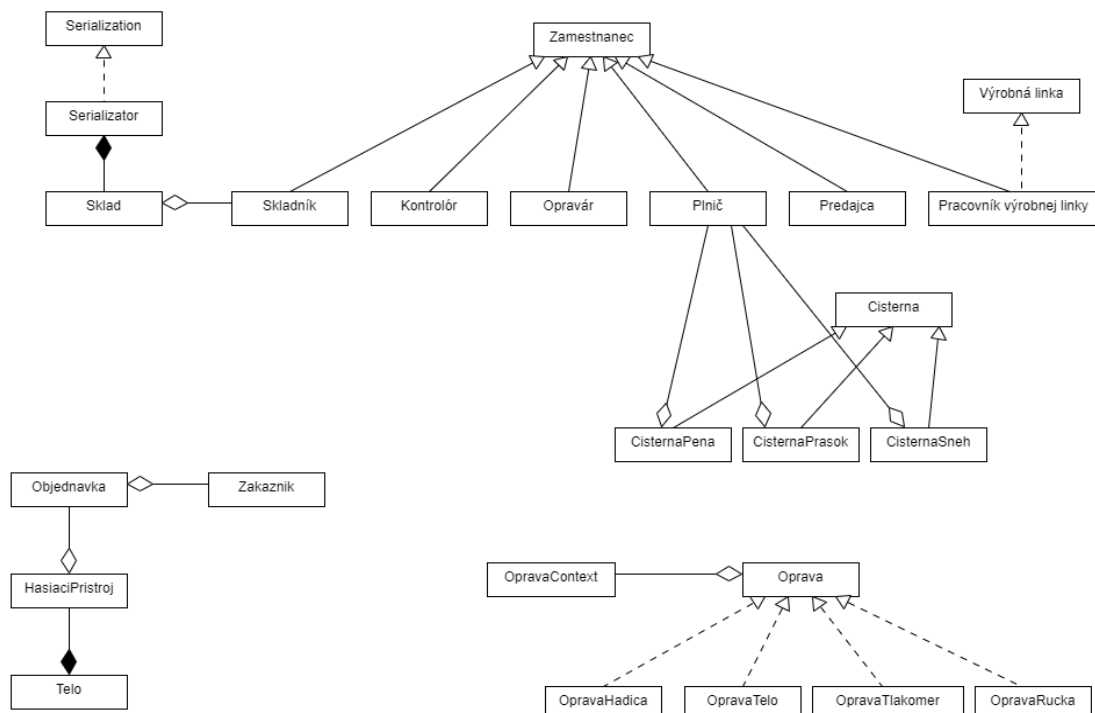 Serialization
Zamestnanec
Serializator
Výrobná linka
Sklad
Skladník
Kontrolór
Opravár
Plnič
Predajca
Pracovník výrobnej linky
Cisterna
CisternaPena
CisternaPrasok
CisternaSneh
Objednavka
Zakaznik
HasiaciPristroj
OpravaContext
Oprava
Telo
OpravaHadica
OpravaTelo
OpravaTlakomer
OpravaRucka